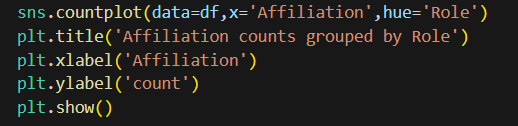 sns.countplot(data=df,x='Affiliation',hue='Role')
plt.title('Affiliation counts grouped by Role')
plt.xlabel('Affiliation')
plt.ylabel('count')
plt.show()